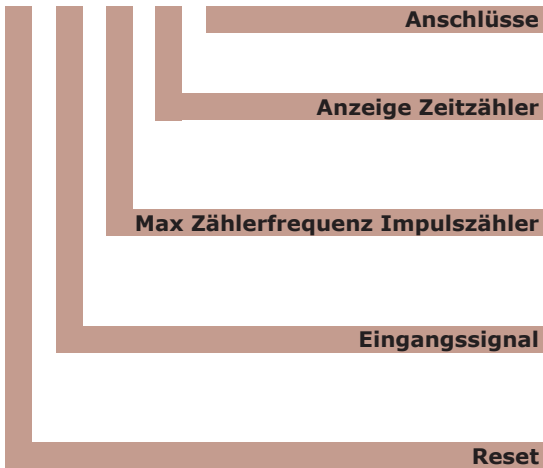 Anschlüsse
Anzeige Zeitzähler
Max Zählerfrequenz Impulszähler
Eingangssignal
Reset